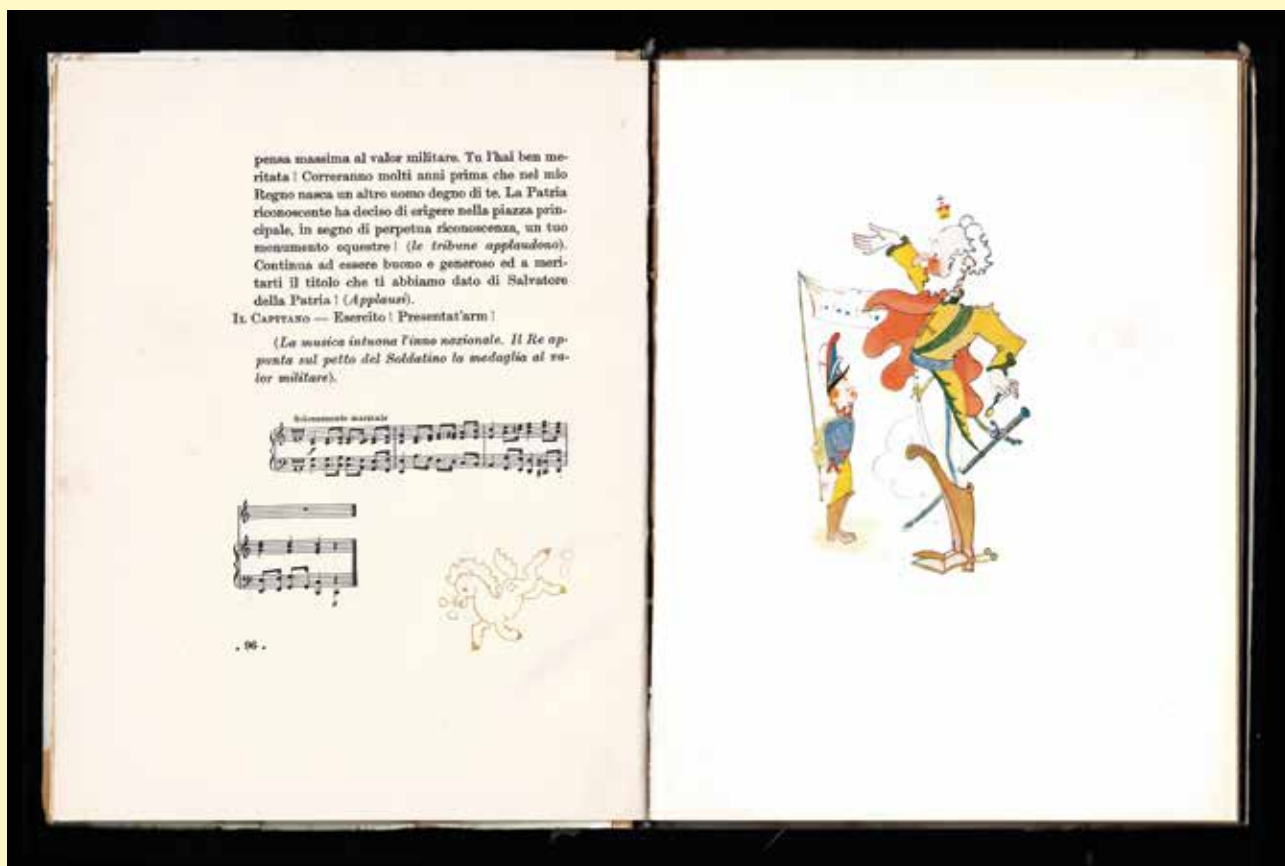 pensa massima al valor militare. Tu l'hai ben me-
ritata ! Correranno molti anni prima che nel mio
Regno nasca un altro uomo degno di te. La Patria
riconoscente ha deciso di erigere nella piazza prin-
cipale, in segno di perpetua riconoscenza, un tuo
monumento equestre ! (le tribune applaudono).
Continua ad essere buono e generoso ed a meri-
tarti il titolo che ti abbiamo dato di Salvatore
della Patria ! (Applausi).
IL CAPITANO — Esercito ! Presentat'arm !
(La musica intuona l'inno nazionale. Il Re ap-
punta sul petto del Soldatino la medaglia al va-
lor militare).
Solennemente marziale
f
. 96 .